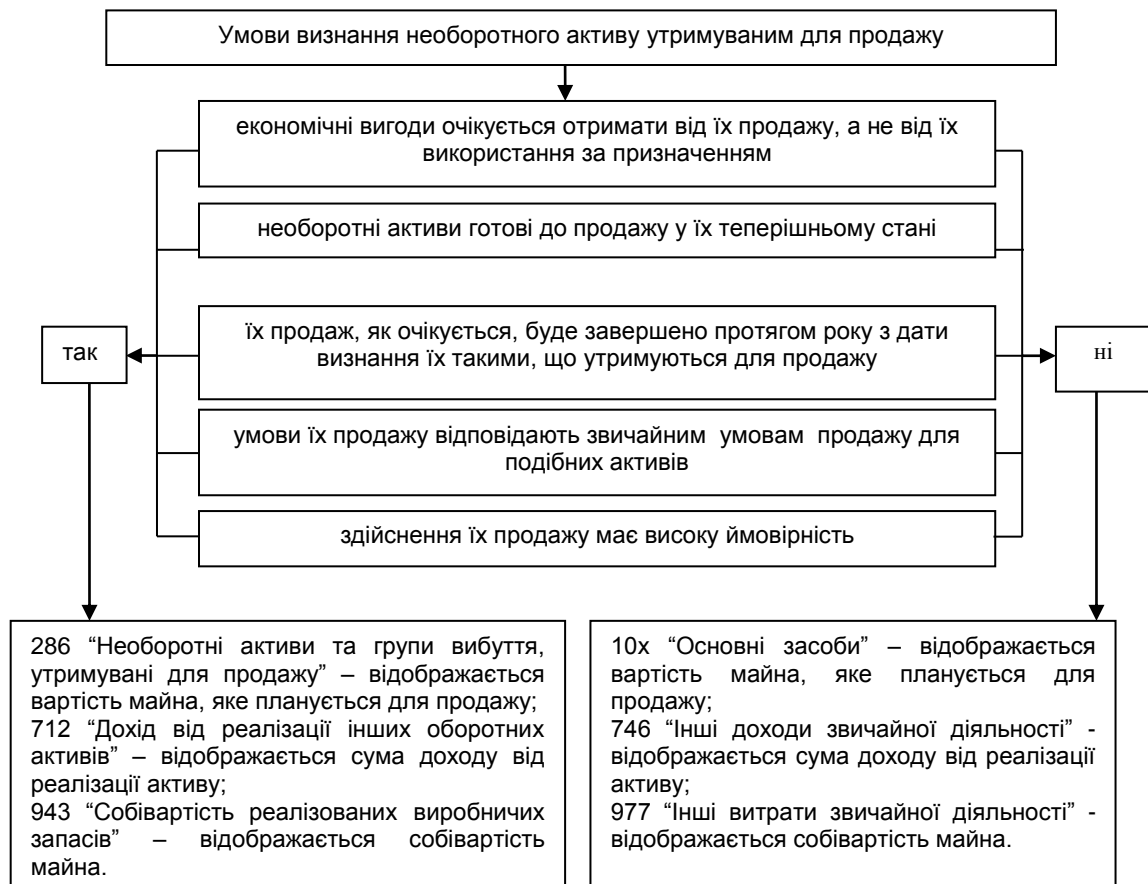 Умови визнання необоротного активу утримуваним для продажу
економічні вигоди очікується отримати від їх продажу, а не від їх
використання за призначенням
необоротні активи готові до продажу у їх теперішньому стані
їх продаж, як очікується, буде завершено протягом року з дати
визнання їх такими, що утримуються для продажу
так
ні
умови їх продажу відповідають звичайним умовам продажу для
подібних активів
здійснення їх продажу має високу ймовірність
286 “Необоротні активи та групи вибуття,
утримувані для продажу” – відображається
вартість майна, яке планується для продажу;
712 “Дохід від реалізації інших оборотних
активів” – відображається сума доходу від
реалізації активу;
943 “Собівартість реалізованих виробничих
запасів” – відображається собівартість
майна.
10х “Основні засоби” – відображається
вартість майна, яке планується для
продажу;
746 “Інші доходи звичайної діяльності” -
відображається сума доходу від реалізації
активу;
977 “Інші витрати звичайної діяльності” -
відображається собівартість майна.